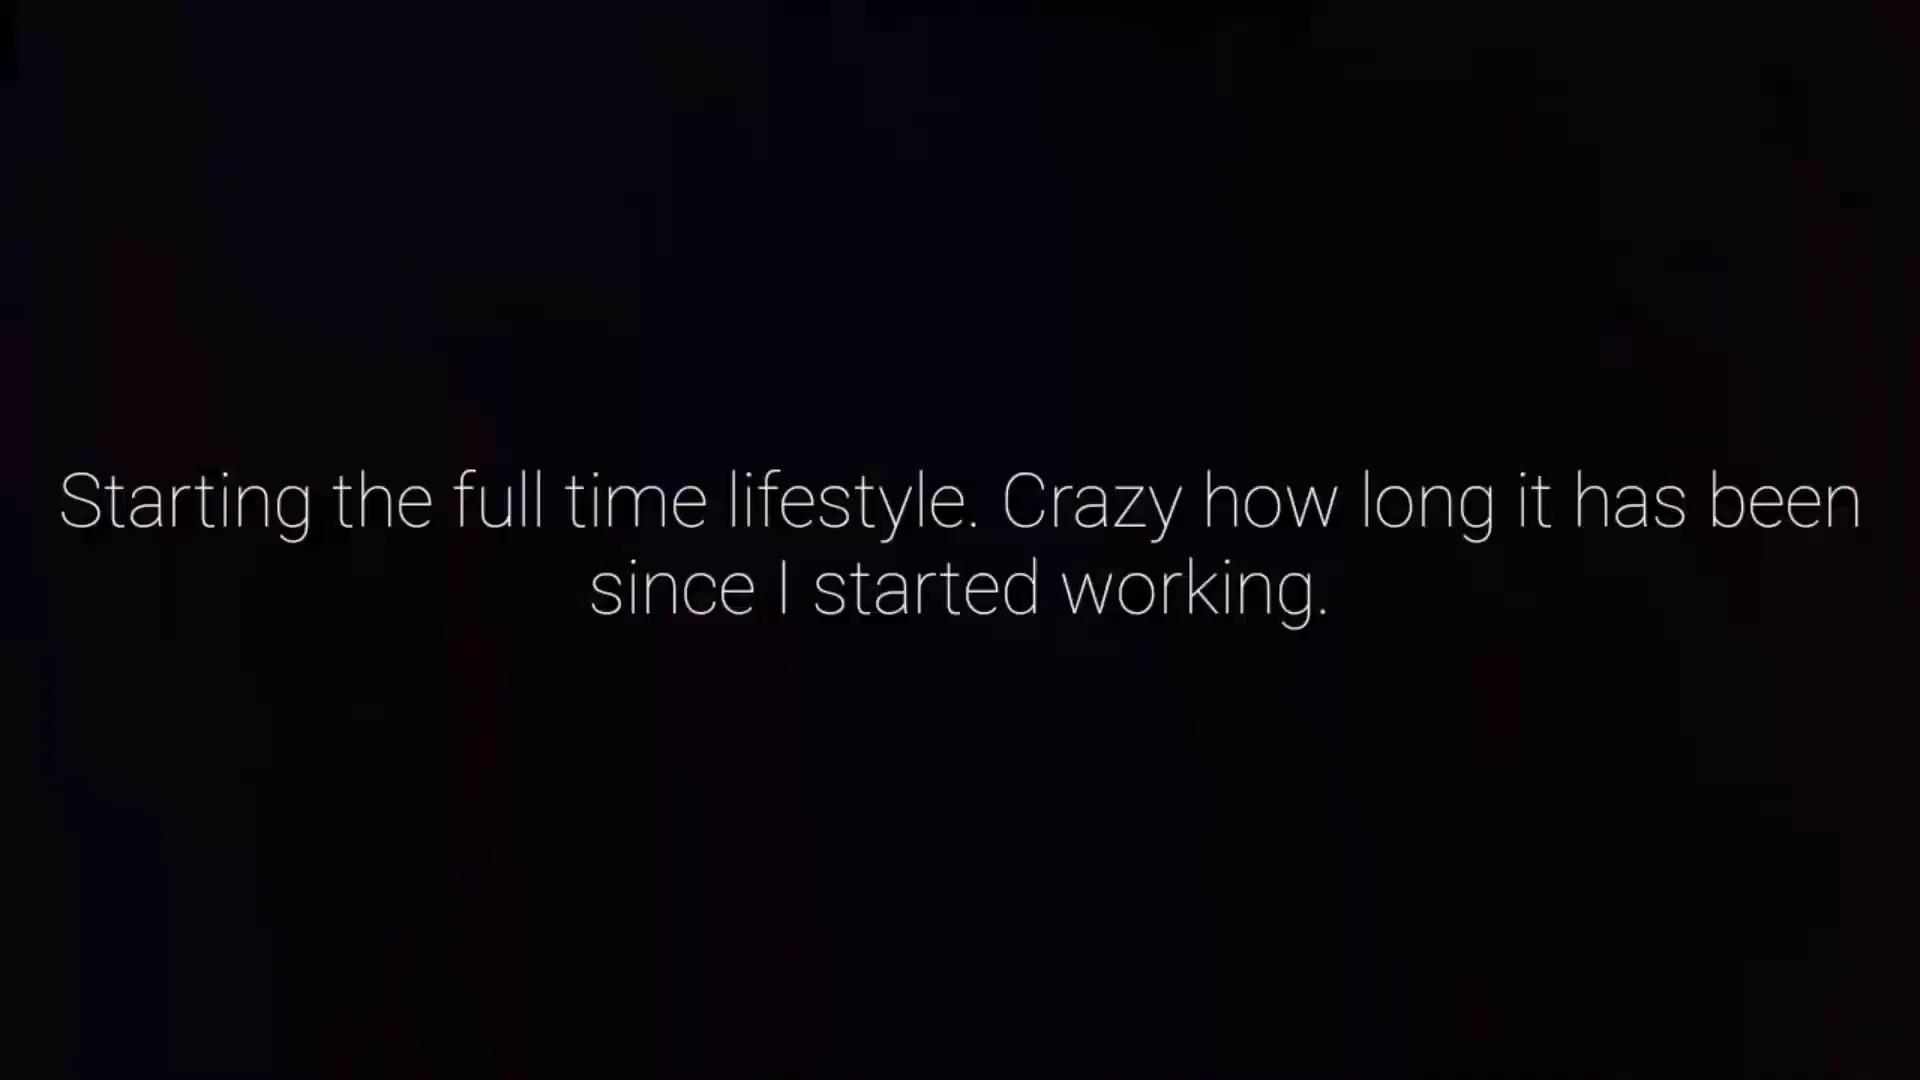 Starting the full time lifestyle. Crazy how long it has been
since I started working.